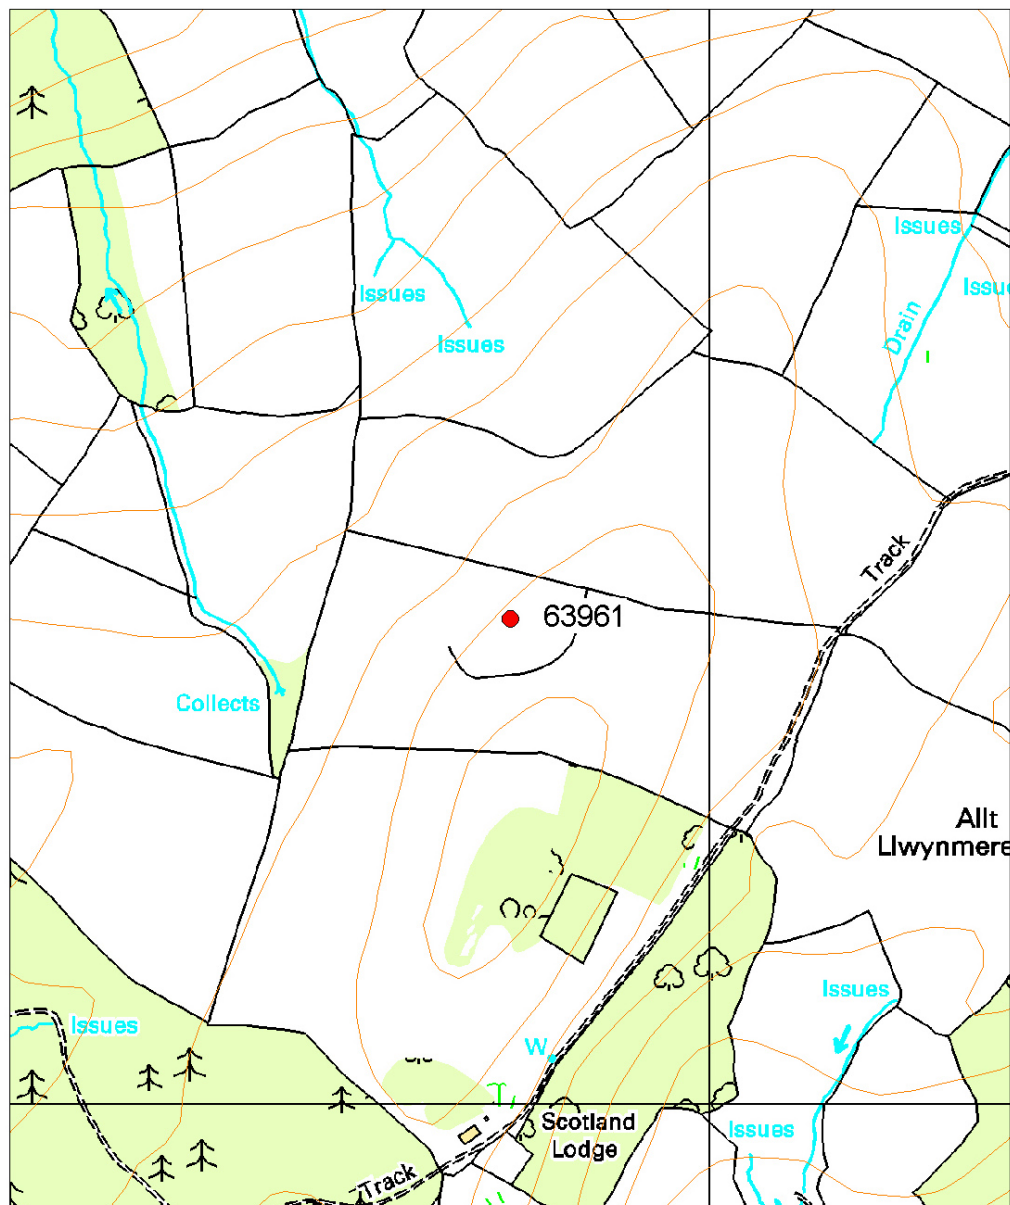 Issues
Issues
Issues
Drain
Track
63961
Collects
Allt
Llwynmere
Issues
Issues
W
Scotland
Lodge
Issues
Track